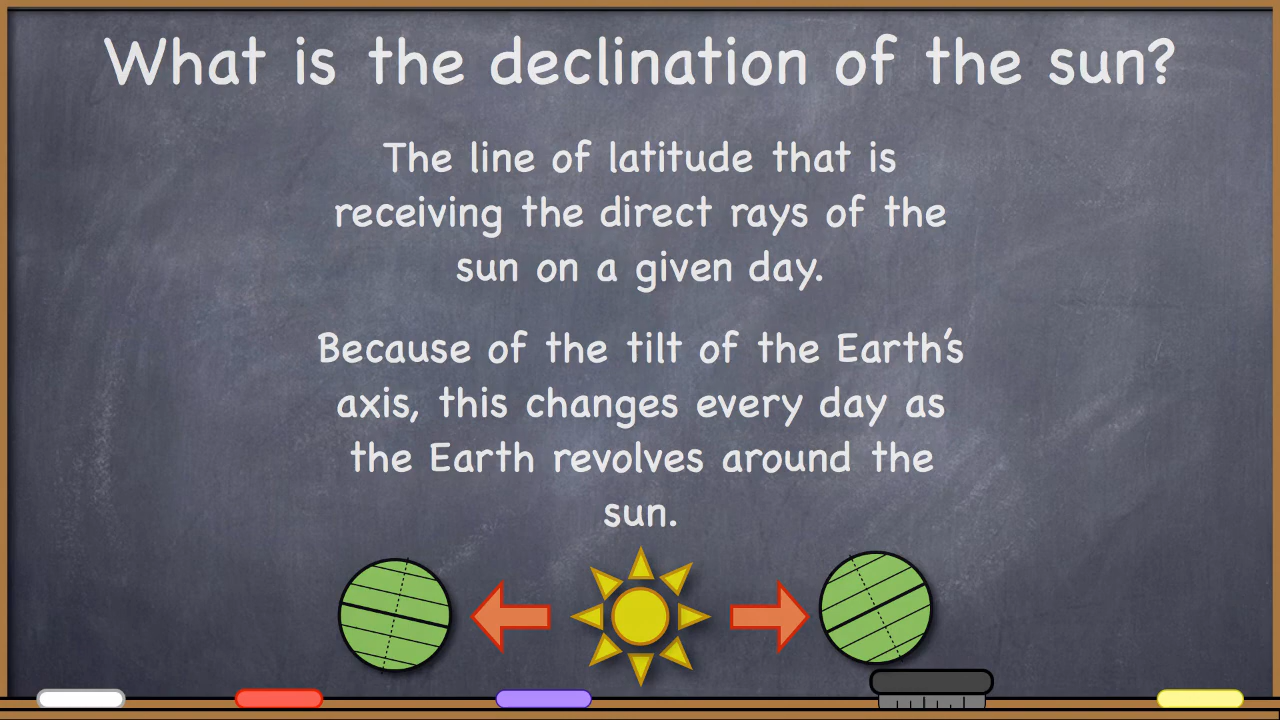 What is the declination of the sun?
The line of latitude that is
receiving the direct rays of the
sun on a given day.
Because of the tilt of the Earth’s
axis, this changes every day as
the Earth revolves around the
sun.